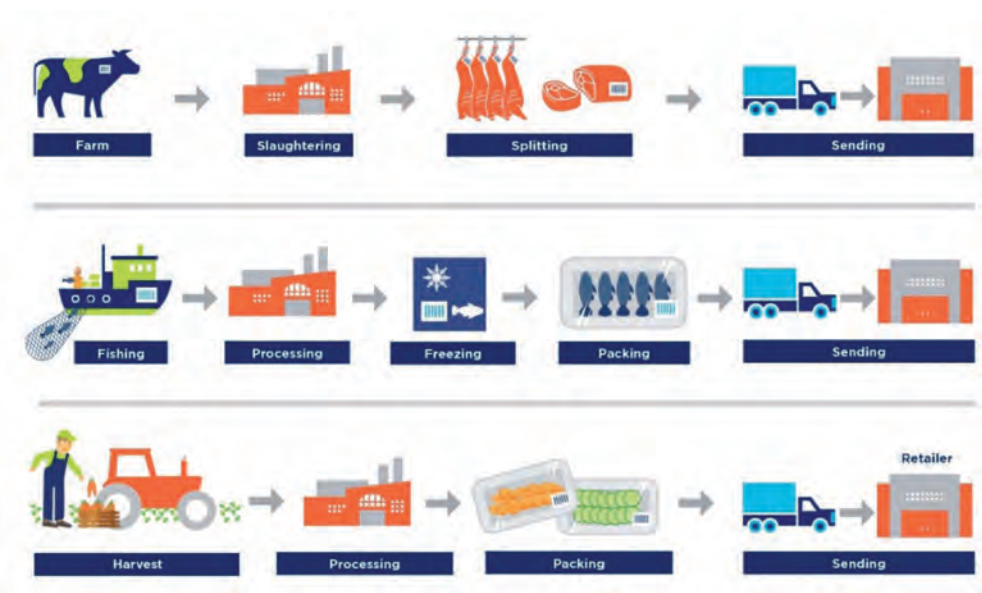 Farm
Slaughtering
Splitting
Sending
Fishing
Processing
Freezing
Packing
Sending
Retailer
Harvest
Processing
Packing
Sending